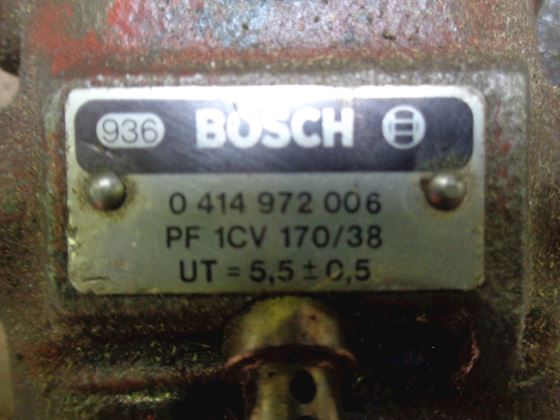 936 BOSCH
0 414 972 006
PF 1CV 170/38
UT = 5,5 ± 0,5